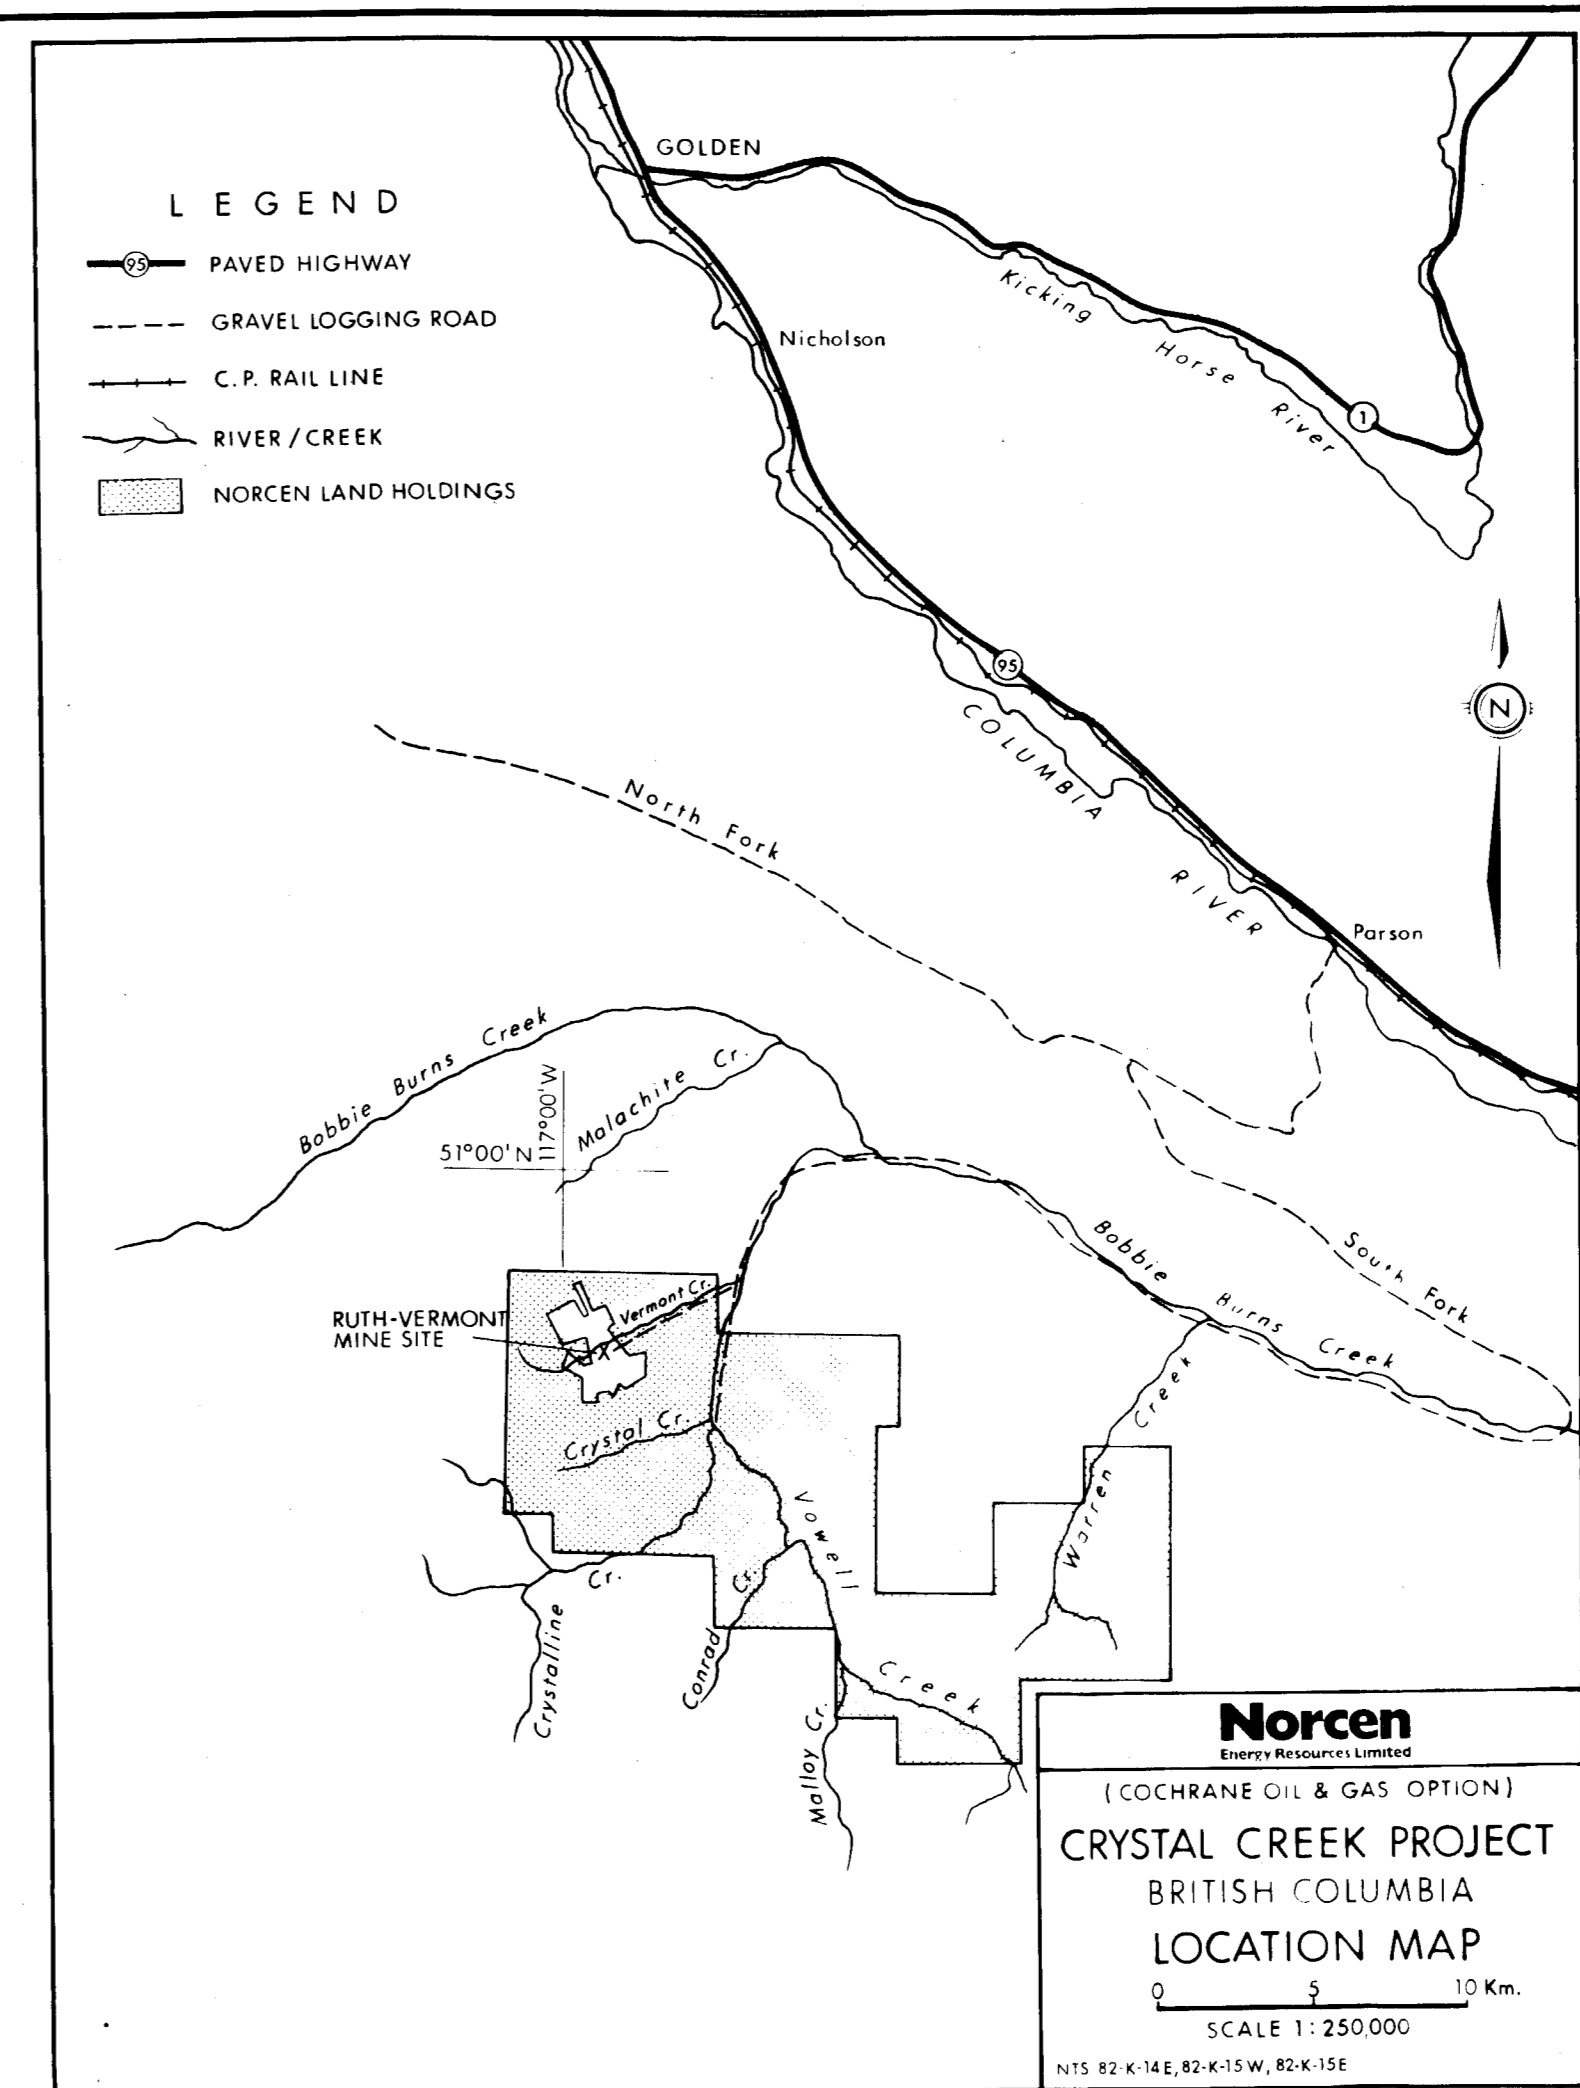 GOLDEN
LEGEND
95 PAVED HIGHWAY
GRAVEL LOGGING ROAD
C.P. RAIL LINE
RIVER/CREEK
NORCEN LAND HOLDINGS
Kicking Horse River
1
Nicholson
95
N
COLUMBIA RIVER
North Fork
Parson
Bobbie Burns Creek
Malachite Cr.
117°00'W
51°00'N
Bobbie Burns Creek
South Fork
Vermont Cr.
RUTH-VERMONT
MINE SITE
X
Crystal Cr.
Warren Creek
Vowell Creek
Crystalline Cr.
Conrad Cr.
Malloy Cr.
Norcen
Energy Resources Limited
(COCHRANE OIL & GAS OPTION)
CRYSTAL CREEK PROJECT
BRITISH COLUMBIA
LOCATION MAP
0 5 10 Km.
SCALE 1:250,000
NTS 82-K-14E, 82-K-15W, 82-K-15E